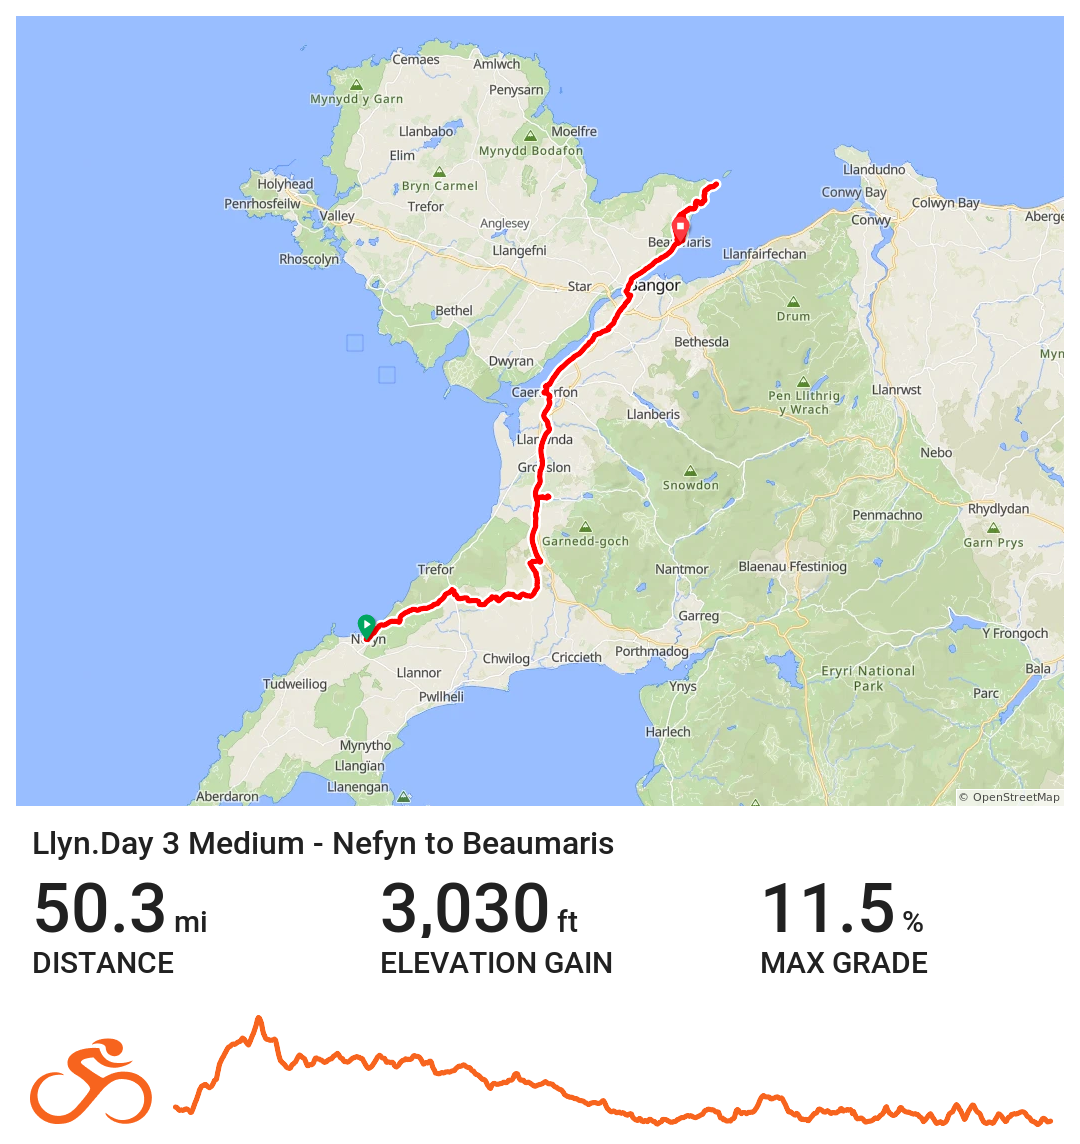 Cemaes
Amlwch
Mynydd y Garn
Penysarn
Llanbabo
Moelfre
Elim
Mynydd Bodafon
Llandudno
Holyhead
Bryn Carmel
Conwy Bay
Penrhosfeilw
Trefor
Colwyn Bay
Valley
Anglesey
Conwy
Aberge
Rhoscolyn
Llangefni
Beaumaris
Llanfairfechan
Star
Bangor
Bethel
Drum
Bethesda
Dwyran
Myn
Caernarfon
Pen Llithrig
y Wrach
Llanrwst
Llanberis
Llanwnda
Groeslon
Nebo
Snowdon
Rhydlydan
Penmachno
Garnedd-goch
Garn Prys
Trefor
Nantmor
Blaenau Ffestiniog
Garreg
Nefyn
Y Frongoch
Chwilog
Criccieth
Porthmadog
Llannor
Bala
Tudweiliog
Pwllheli
Ynys
Eryri National
Park
Parc
Harlech
Mynytho
Llangïan
Llanengan
Aberdaron
© OpenStreetMap
Llyn.Day 3 Medium - Nefyn to Beaumaris
50.3 mi
3,030 ft
11.5 %
DISTANCE
ELEVATION GAIN
MAX GRADE